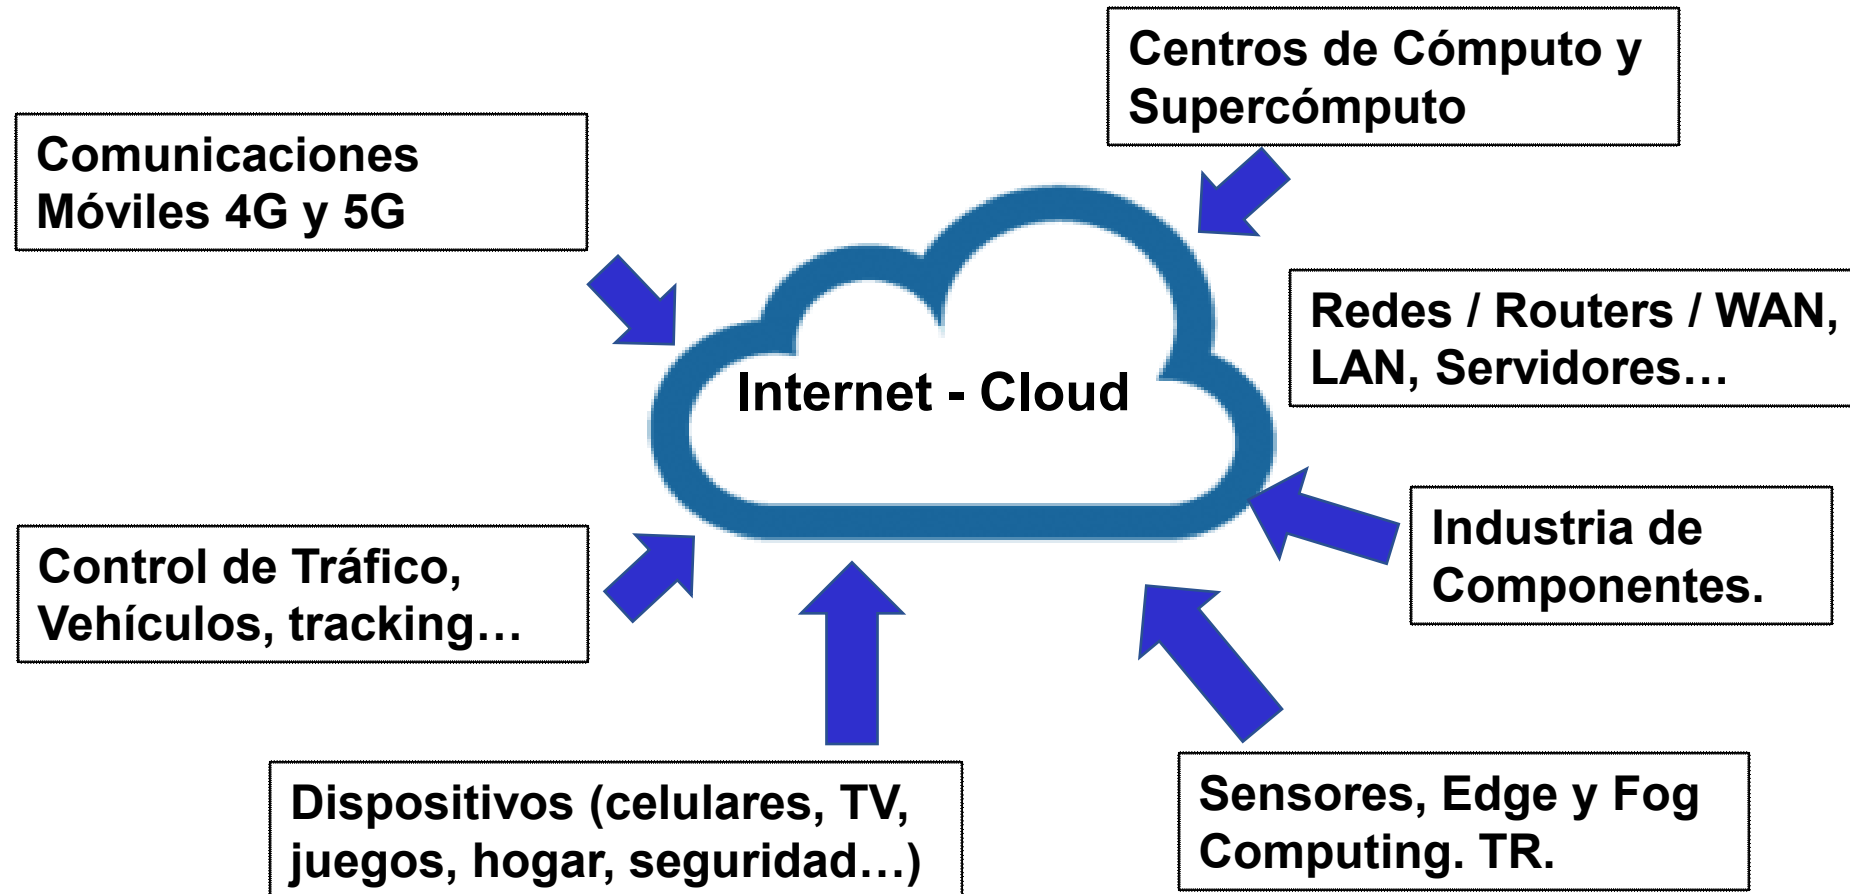 Centros de Cómputo y
Supercómputo
Comunicaciones
Móviles 4G y 5G
Redes / Routers / WAN,
LAN, Servidores…
Internet - Cloud
Industria de
Componentes.
Control de Tráfico,
Vehículos, tracking…
Dispositivos (celulares, TV,
juegos, hogar, seguridad…)
Sensores, Edge y Fog
Computing. TR.